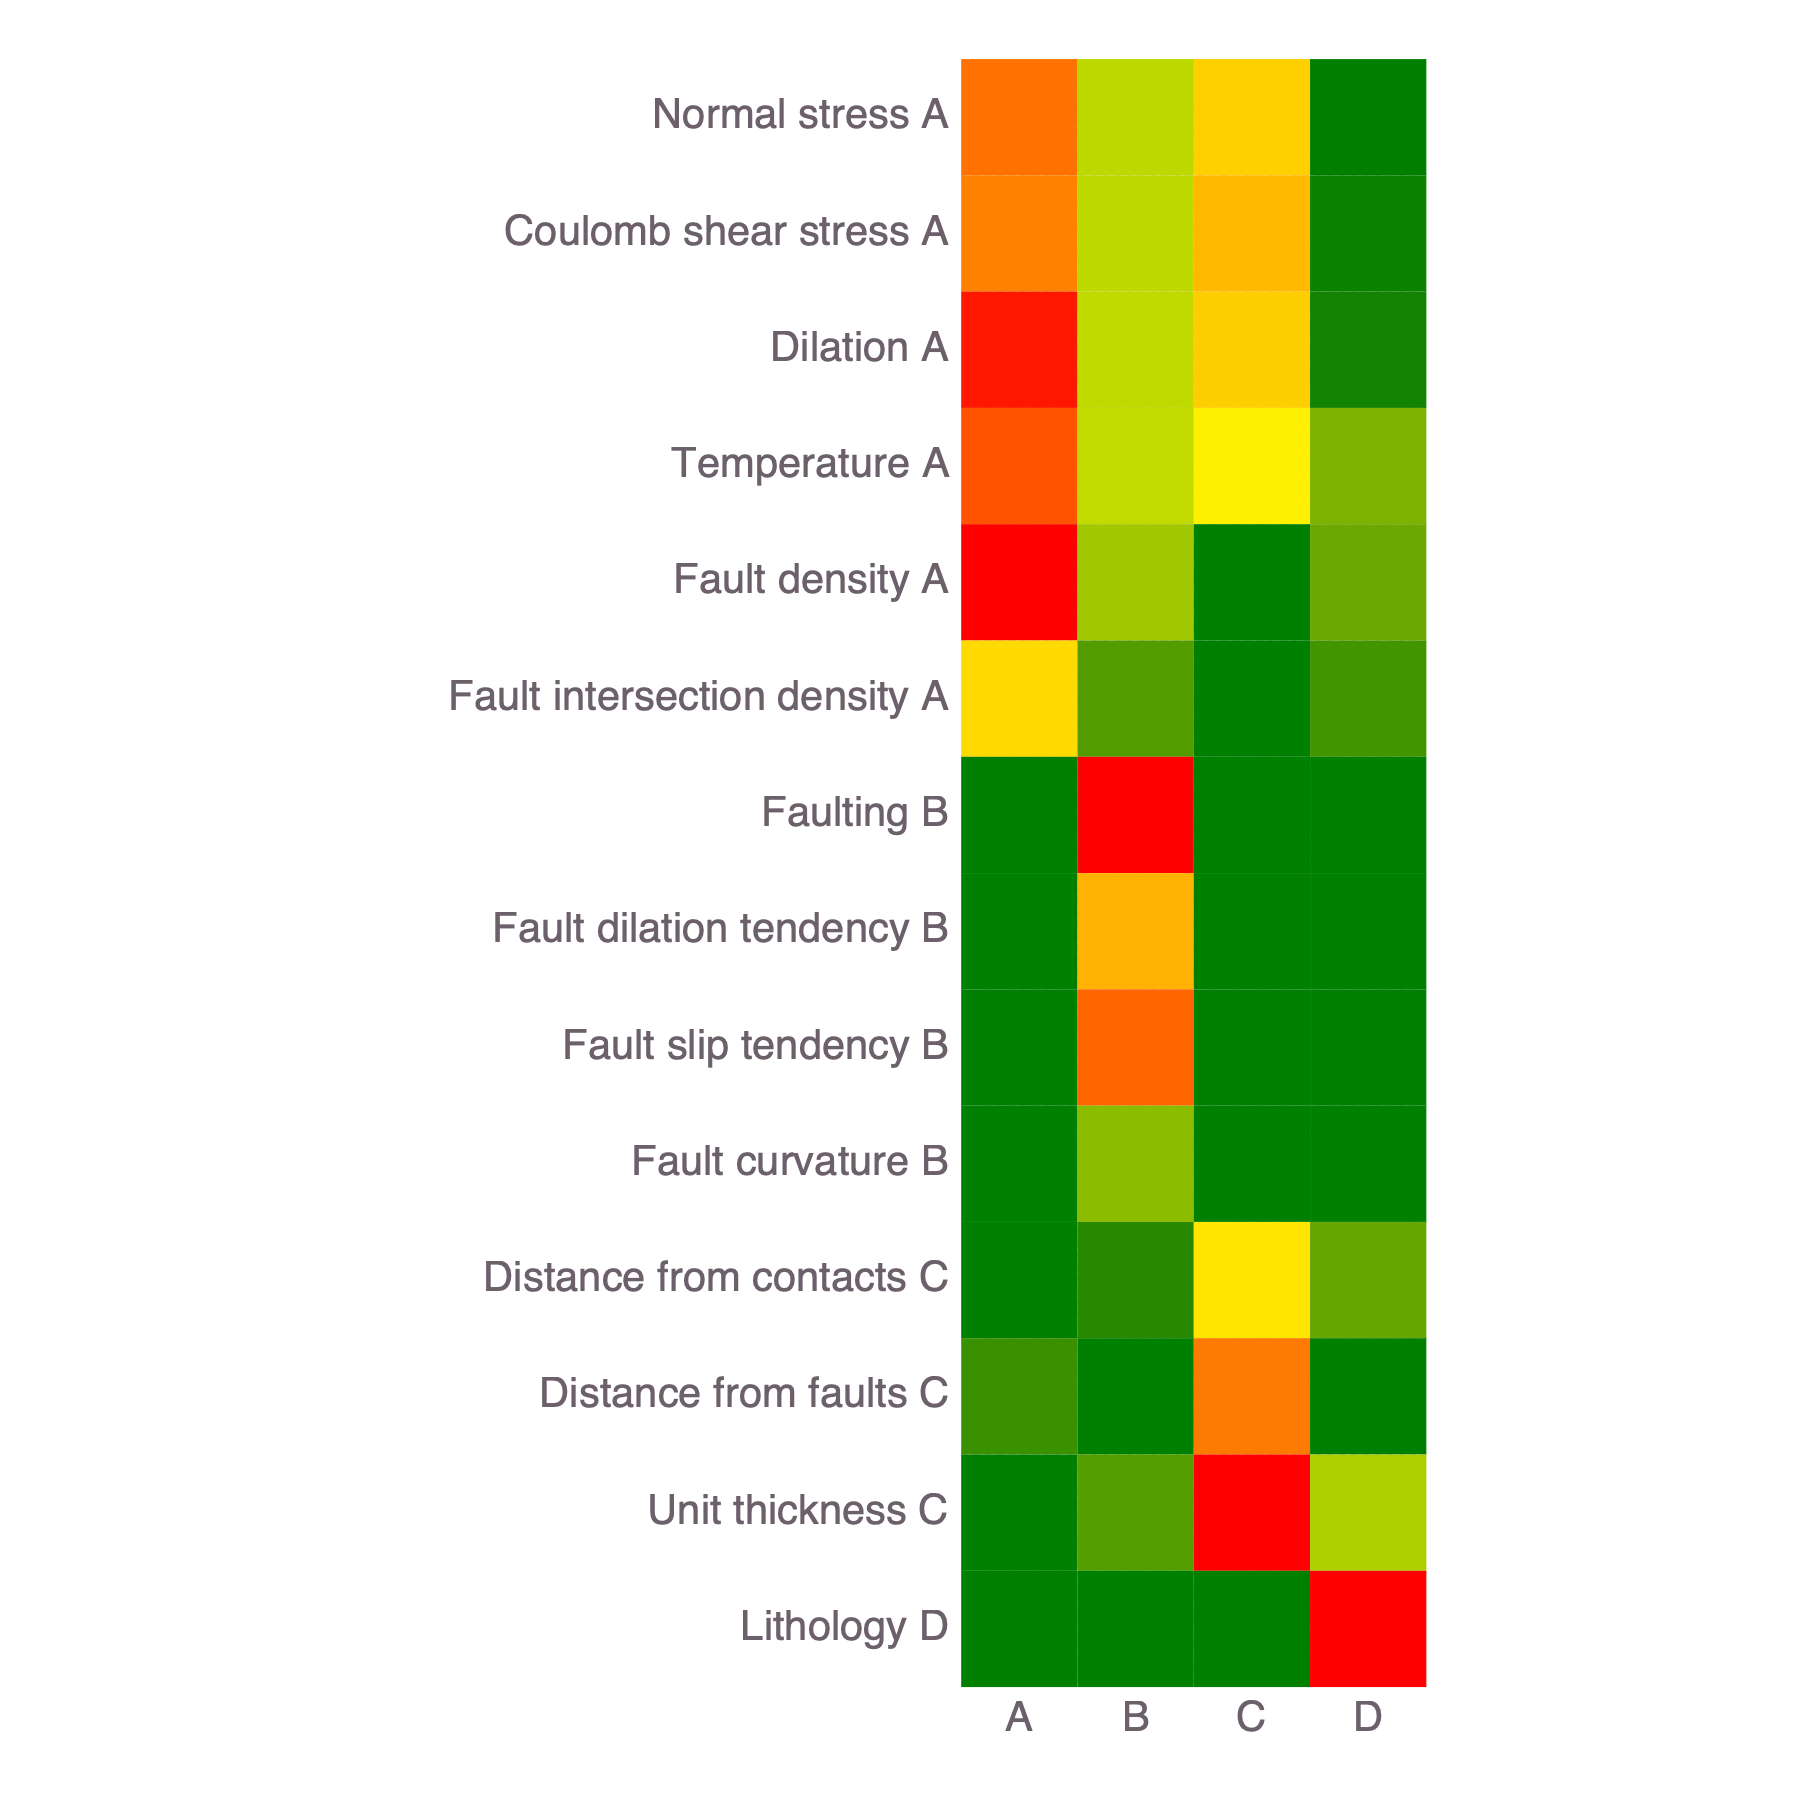 Normal stress A
Coulomb shear stress A
Dilation A
Temperature A
Fault density A
Fault intersection density A
Faulting B
Fault dilation tendency B
Fault slip tendency B
Fault curvature B
Distance from contacts C
Distance from faults C
Unit thickness C
Lithology D
A B C D